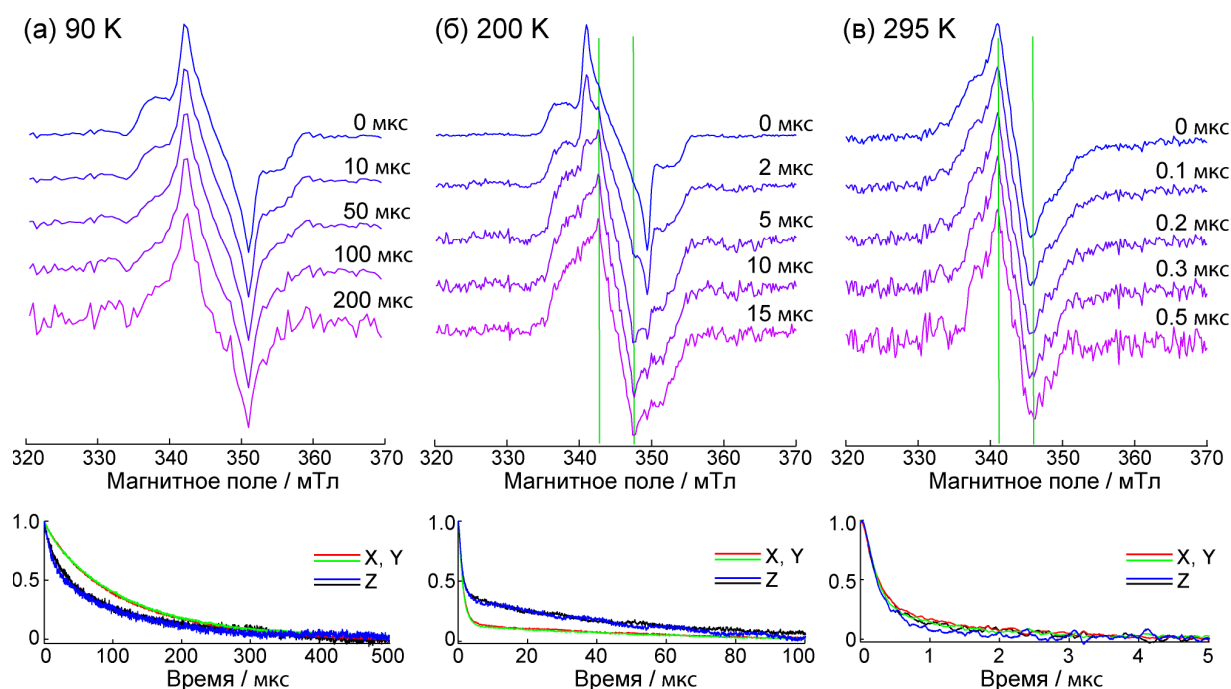 (а) 90 K
(б) 200 K
(в) 295 K
0 мкс
10 мкс
50 мкс
100 мкс
200 мкс
0 мкс
2 мкс
5 мкс
10 мкс
15 мкс
0 мкс
0.1 мкс
0.2 мкс
0.3 мкс
0.5 мкс
320 330 340 350 360 370
Магнитное поле / мТл
320 330 340 350 360 370
Магнитное поле / мТл
320 330 340 350 360 370
Магнитное поле / мТл
1.0
0.5
0
X, Y
Z
0 100 200 300 400 500
Время / мкс
1.0
0.5
0
X, Y
Z
0 20 40 60 80 100
Время / мкс
1.0
0.5
0
X, Y
Z
0 1 2 3 4 5
Время / мкс